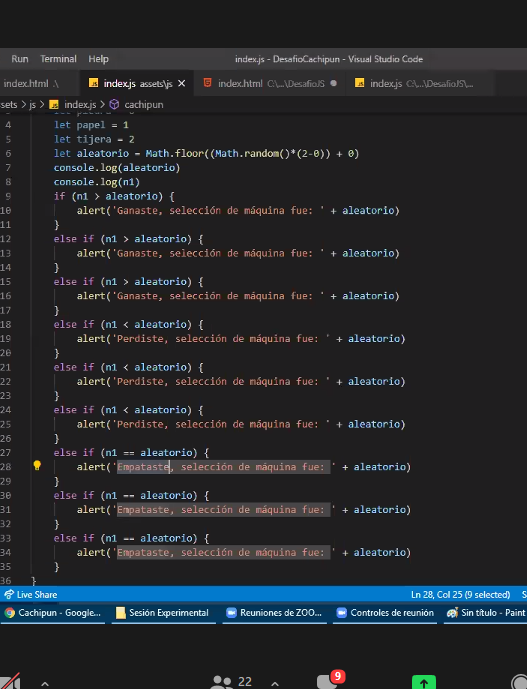 Run Terminal Help index.js - DesafioCachipun - Visual Studio Code
index.html .\ index.js assets\js index.html C:\...\DesafioJS\... index.js C:\...\DesafioJS\...
sets > js > index.js > cachipun
4 let papel = 1
5 let tijera = 2
6 let aleatorio = Math.floor((Math.random()*(2-0)) + 0)
7 console.log(aleatorio)
8 console.log(n1)
9 if (n1 > aleatorio) {
10 alert('Ganaste, selección de máquina fue: ' + aleatorio)
11 }
12 else if (n1 > aleatorio) {
13 alert('Ganaste, selección de máquina fue: ' + aleatorio)
14 }
15 else if (n1 > aleatorio) {
16 alert('Ganaste, selección de máquina fue: ' + aleatorio)
17 }
18 else if (n1 < aleatorio) {
19 alert('Perdiste, selección de máquina fue: ' + aleatorio)
20 }
21 else if (n1 < aleatorio) {
22 alert('Perdiste, selección de máquina fue: ' + aleatorio)
23 }
24 else if (n1 < aleatorio) {
25 alert('Perdiste, selección de máquina fue: ' + aleatorio)
26 }
27 else if (n1 == aleatorio) {
28 alert('Empataste, selección de máquina fue: ' + aleatorio)
29 }
30 else if (n1 == aleatorio) {
31 alert('Empataste, selección de máquina fue: ' + aleatorio)
32 }
33 else if (n1 == aleatorio) {
34 alert('Empataste, selección de máquina fue: ' + aleatorio)
35 }
36 }
Live Share Ln 28, Col 25 (9 selected) S
Cachipun - Google... Sesión Experimental Reuniones de ZOO... Controles de reunión Sin título - Paint
22 9